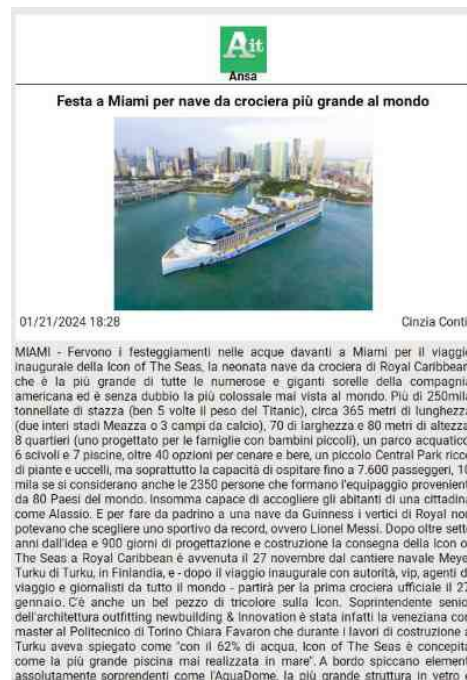 Ait
Ansa
Festa a Miami per nave da crociera più grande al mondo
01/21/2024 18:28
Cinzia Conti
MIAMI - Fervono i festeggiamenti nelle acque davanti a Miami per il viaggio
inaugurale della Icon of The Seas, la neonata nave da crociera di Royal Caribbean
che è la più grande di tutte le numerose e giganti sorelle della compagnia
americana ed è senza dubbio la più colossale mai vista al mondo. Più di 250mila
tonnellate di stazza (ben 5 volte il peso del Titanic), circa 365 metri di lunghezza
(due interi stadi Meazza o 3 campi da calcio), 70 di larghezza e 80 metri di altezza
8 quartieri (uno progettato per le famiglie con bambini piccoli), un parco acquatico
6 scivoli e 7 piscine, oltre 40 opzioni per cenare e bere, un piccolo Central Park ricco
di piante e uccelli, ma soprattutto la capacità di ospitare fino a 7.600 passeggeri, 10
mila se si considerano anche le 2350 persone che formano l'equipaggio provenienti
da 80 Paesi del mondo. Insomma capace di accogliere gli abitanti di una cittadina
come Alassio. E per fare da padrino a una nave da Guinness i vertici di Royal non
potevano che scegliere uno sportivo da record, ovvero Lionel Messi. Dopo oltre sette
anni dall'idea e 900 giorni di progettazione e costruzione la consegna della Icon of
The Seas a Royal Caribbean è avvenuta il 27 novembre dal cantiere navale Meyer
Turku di Turku, in Finlandia, e - dopo il viaggio inaugurale con autorità, vip, agenti di
viaggio e giornalisti da tutto il mondo - partirà per la prima crociera ufficiale il 27
gennaio. C'è anche un bel pezzo di tricolore sulla Icon. Soprintendente senior
dell'architettura outfitting newbuilding & Innovation è stata infatti la veneziana con
master al Politecnico di Torino Chiara Favaron che durante i lavori di costruzione a
Turku aveva spiegato come "con il 62% di acqua, Icon of The Seas è concepita
come la più grande piscina mai realizzata in mare". A bordo spiccano elementi
assolutamente sorprendenti come l'AquaDome, la più grande struttura in vetro e